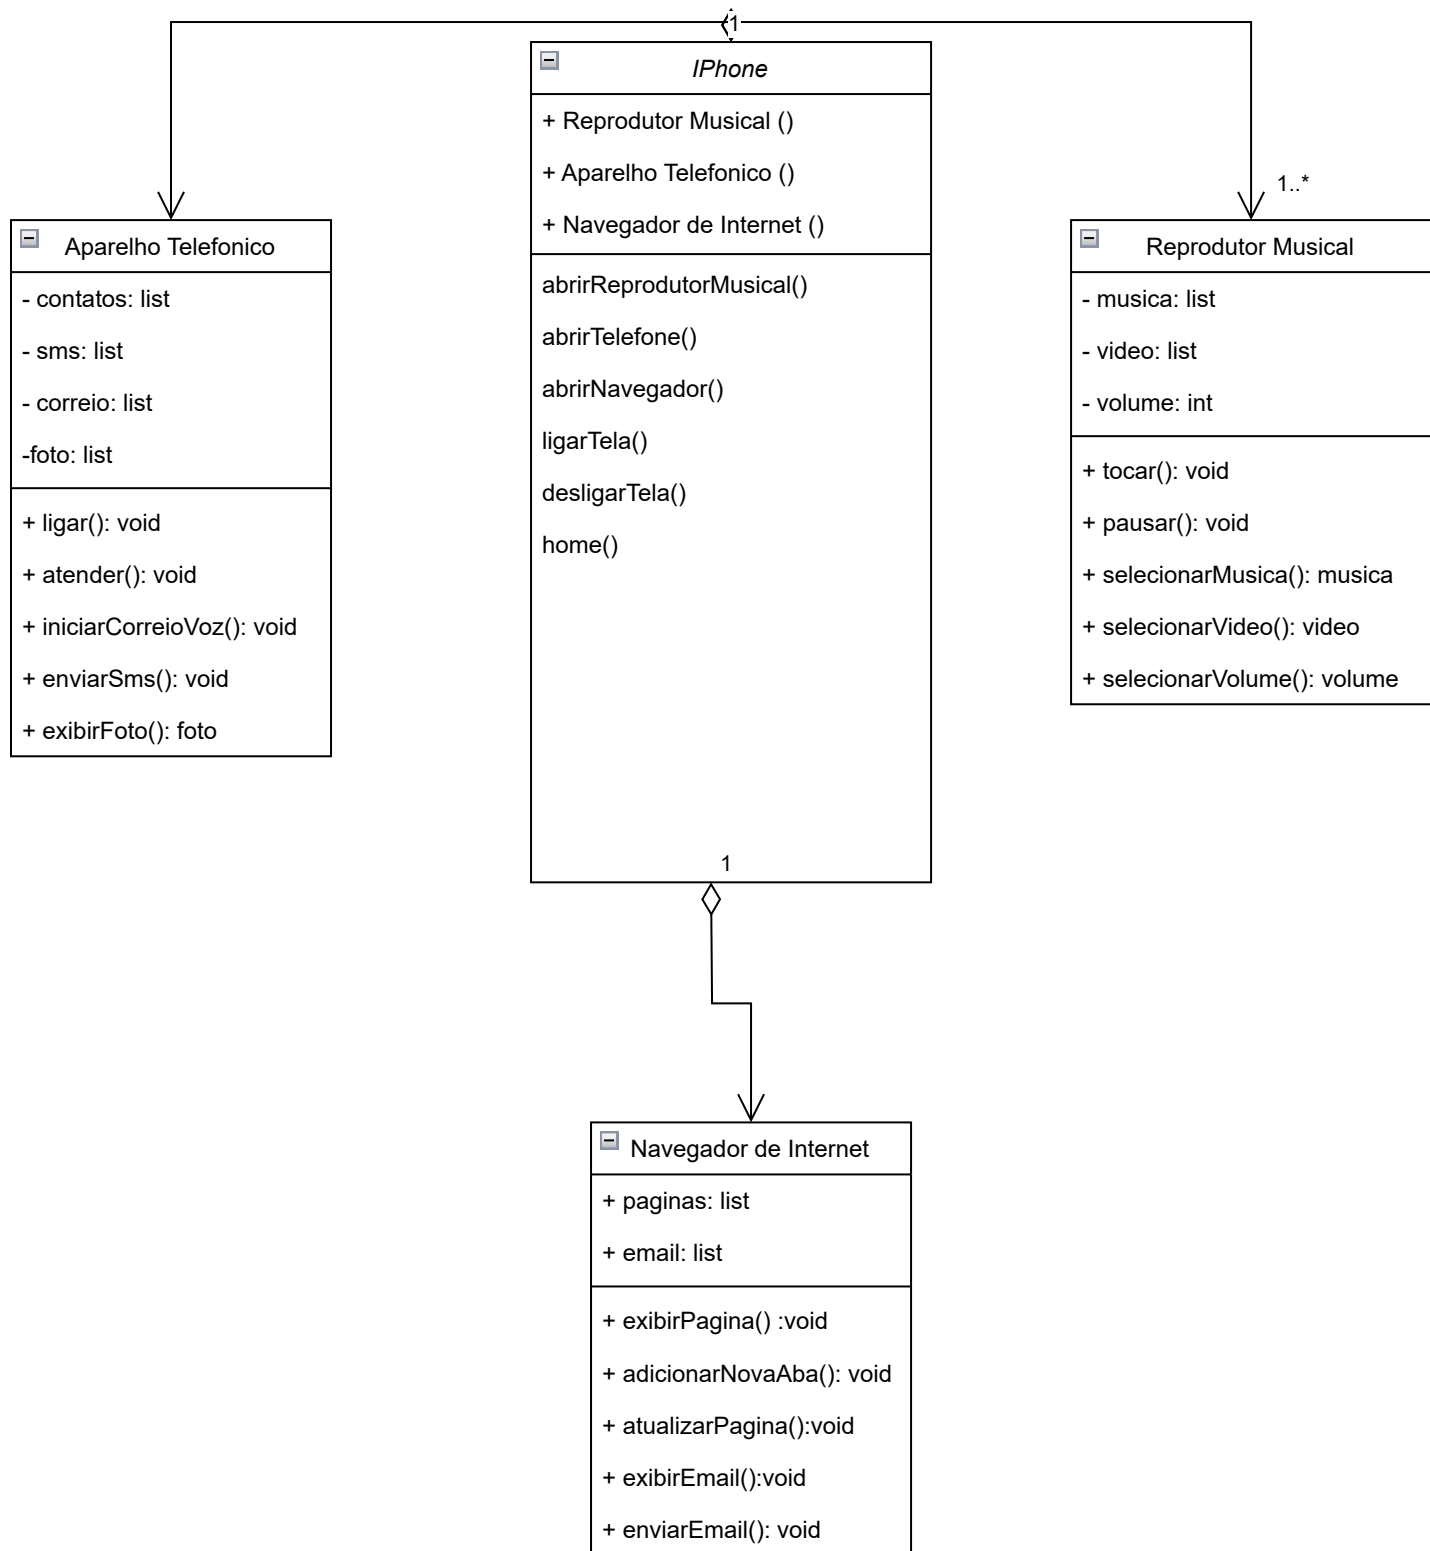 1
IPhone
+ Reprodutor Musical ()
+ Aparelho Telefonico ()
+ Navegador de Internet ()
abrirReprodutorMusical()
abrirTelefone()
abrirNavegador()
ligarTela()
desligarTela()
home()
1
Aparelho Telefonico
- contatos: list
- sms: list
- correio: list
-foto: list
+ ligar(): void
+ atender(): void
+ iniciarCorreioVoz(): void
+ enviarSms(): void
+ exibirFoto(): foto
1..*
Reprodutor Musical
- musica: list
- video: list
- volume: int
+ tocar(): void
+ pausar(): void
+ selecionarMusica(): musica
+ selecionarVideo(): video
+ selecionarVolume(): volume
Navegador de Internet
+ paginas: list
+ email: list
+ exibirPagina() :void
+ adicionarNovaAba(): void
+ atualizarPagina():void
+ exibirEmail():void
+ enviarEmail(): void